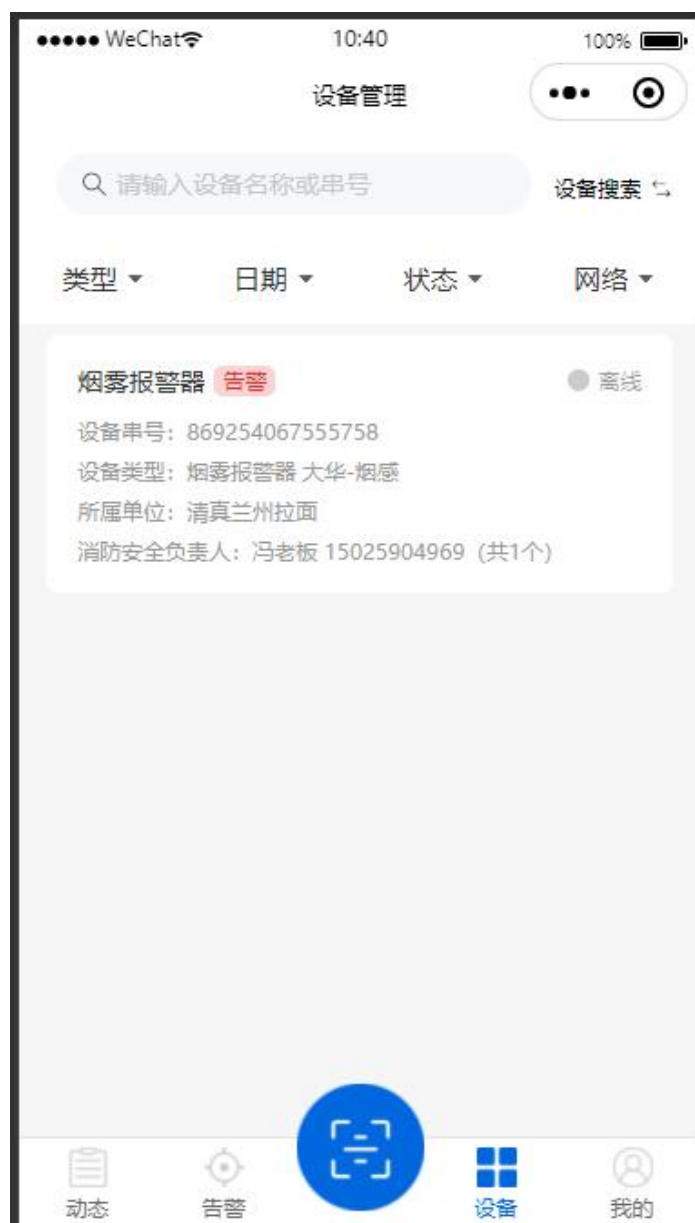 WeChat 10:40 100%
设备管理
请输入设备名称或串号 设备搜索
类型 日期 状态 网络
烟雾报警器 告警 离线
设备串号：869254067555758
设备类型：烟雾报警器 大华-烟感
所属单位：清真兰州拉面
消防安全负责人：冯老板 15025904969（共1个）
动态 告警 设备 我的